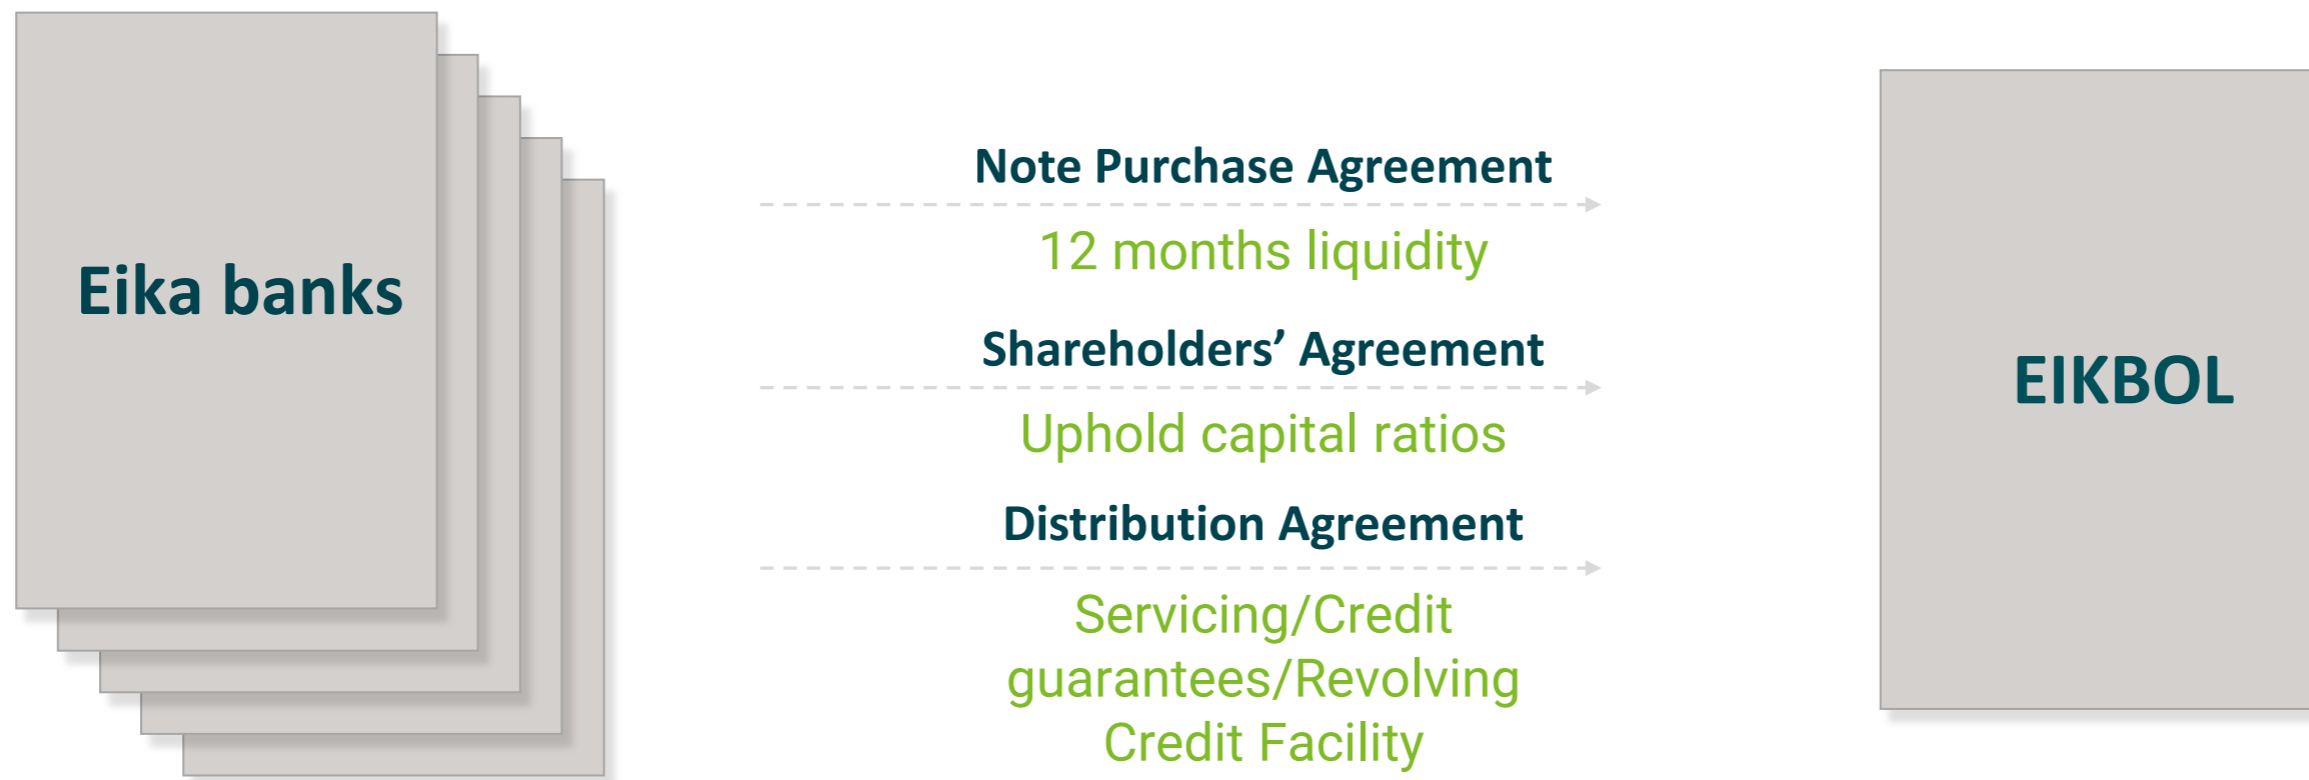 Eika banks
Note Purchase Agreement
12 months liquidity
Shareholders’ Agreement
Uphold capital ratios
Distribution Agreement
Servicing/Credit
guarantees/Revolving
Credit Facility
EIKBOL